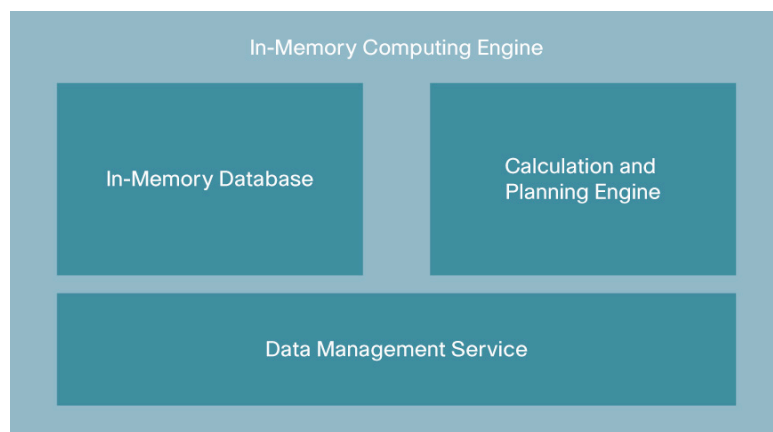 In-Memory Computing Engine
In-Memory Database
Calculation and
Planning Engine
Data Management Service